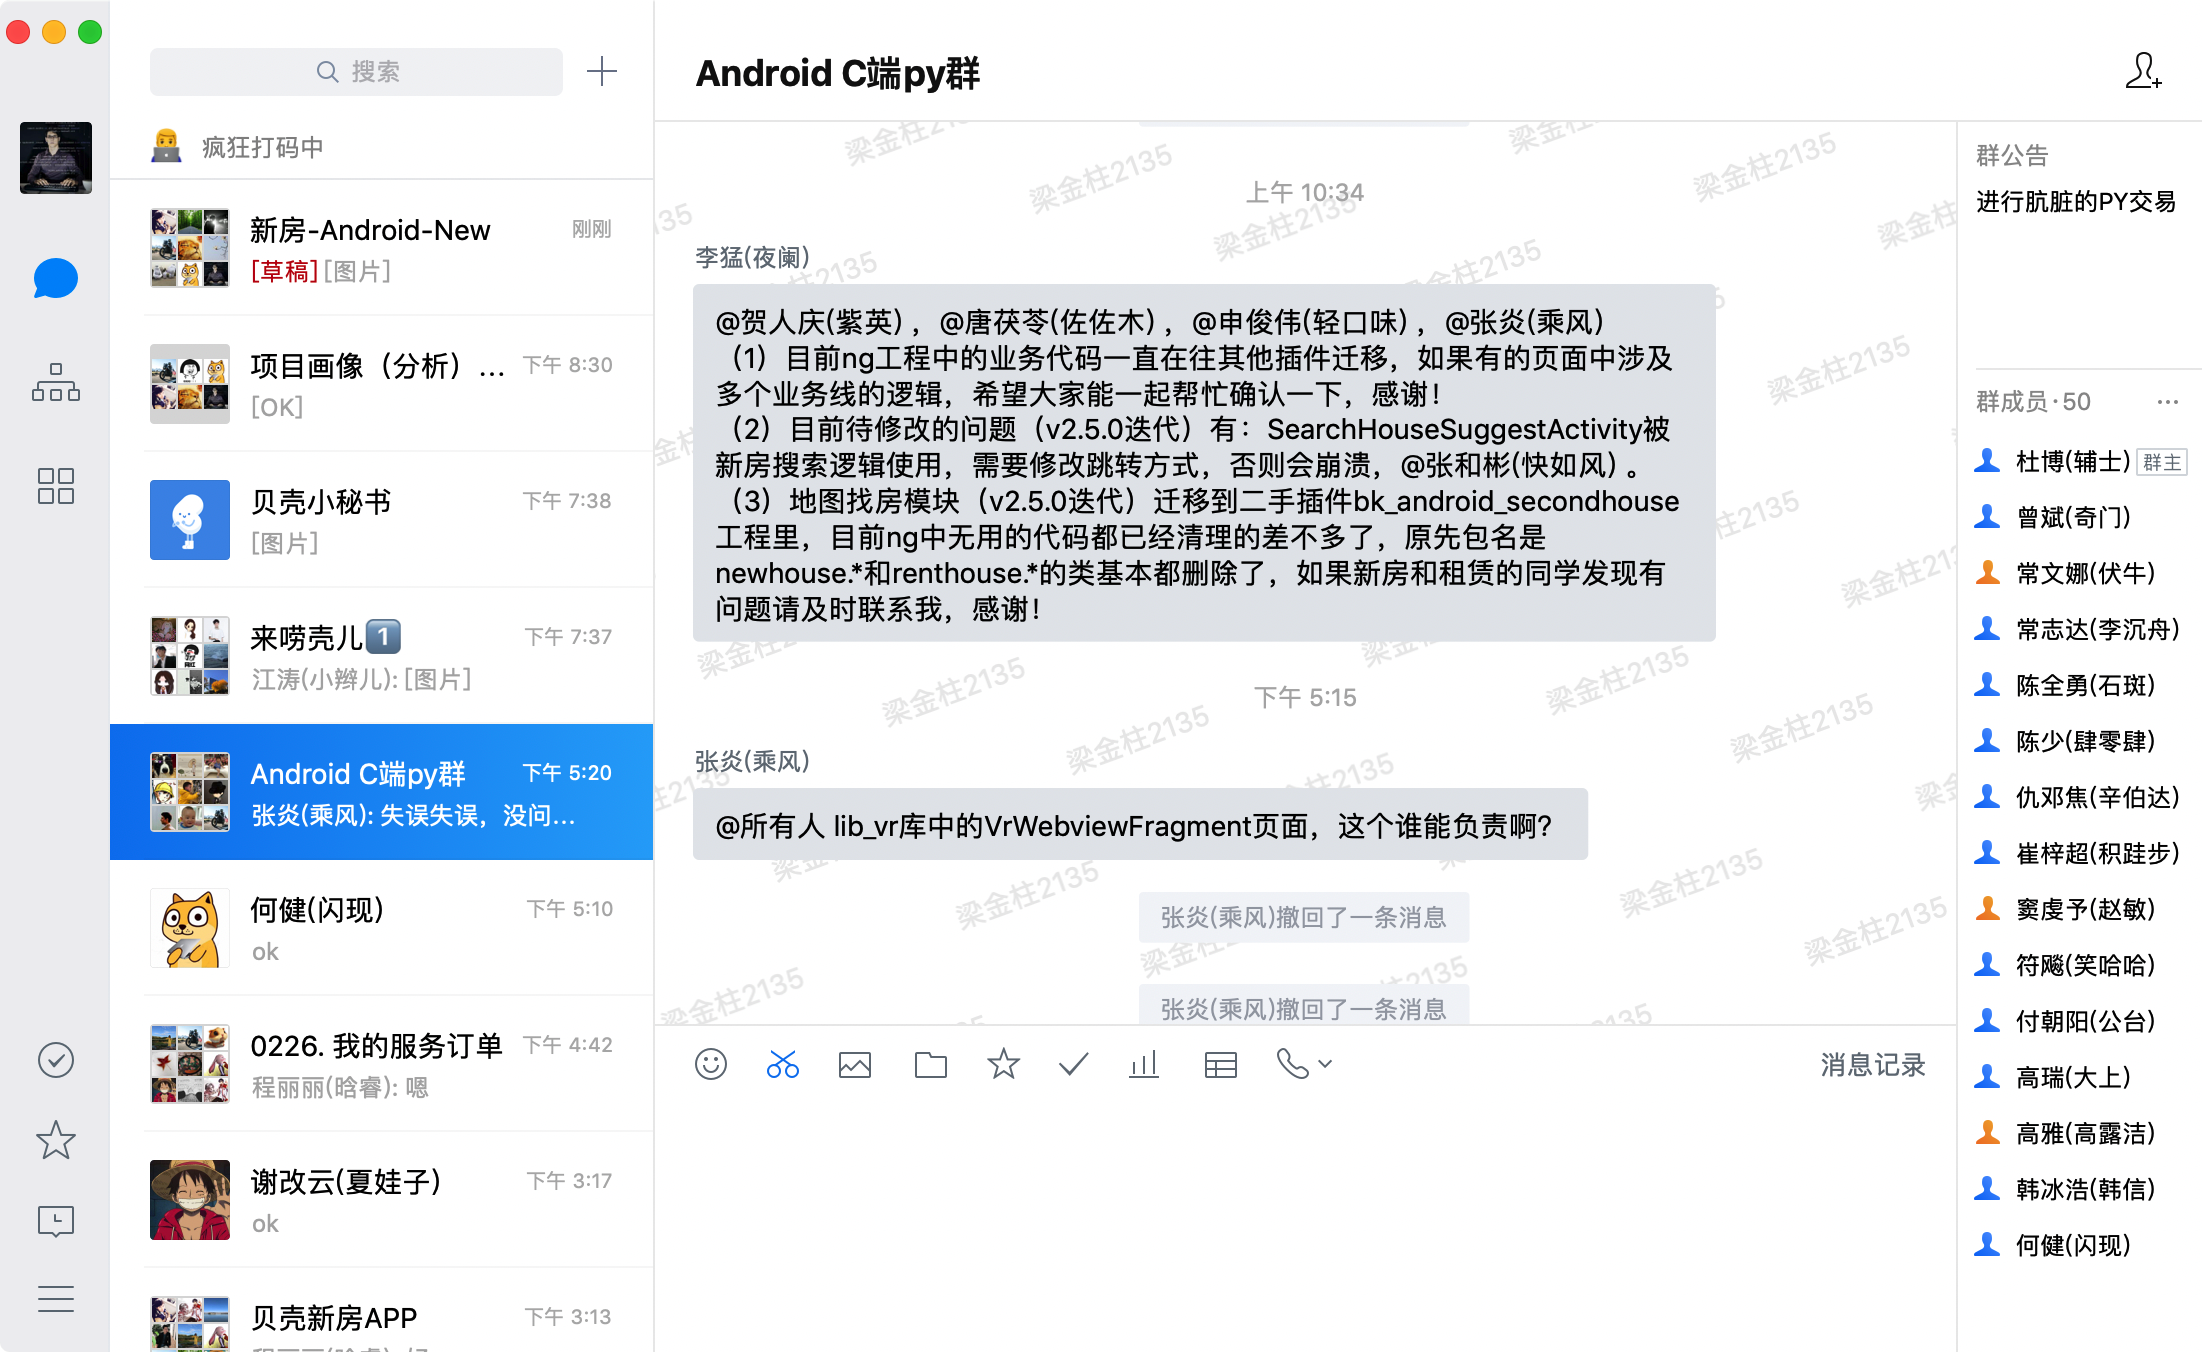 搜索
疯狂打码中
新房-Android-New
刚刚
[草稿][图片]
项目画像（分析）...
下午 8:30
[OK]
贝壳小秘书
下午 7:38
[图片]
来唠壳儿1
下午 7:37
江涛(小辫儿): [图片]
Android C端py群
下午 5:20
张炎(乘风): 失误失误，没问...
何健(闪现)
下午 5:10
ok
0226. 我的服务订单
下午 4:42
程丽丽(晗睿): 嗯
谢改云(夏娃子)
下午 3:17
ok
贝壳新房APP
下午 3:13
Android C端py群
上午 10:34
李猛(夜阑)
@贺人庆(紫英) ，@唐茯苓(佐佐木) ，@申俊伟(轻口味) ，@张炎(乘风)
（1）目前ng工程中的业务代码一直在往其他插件迁移，如果有的页面中涉及
多个业务线的逻辑，希望大家能一起帮忙确认一下，感谢！
（2）目前待修改的问题（v2.5.0迭代）有：SearchHouseSuggestActivity被
新房搜索逻辑使用，需要修改跳转方式，否则会崩溃，@张和彬(快如风) 。
（3）地图找房模块（v2.5.0迭代）迁移到二手插件bk_android_secondhouse
工程里，目前ng中无用的代码都已经清理的差不多了，原先包名是
newhouse.*和renthouse.*的类基本都删除了，如果新房和租赁的同学发现有
问题请及时联系我，感谢！
下午 5:15
张炎(乘风)
@所有人 lib_vr库中的VrWebviewFragment页面，这个谁能负责啊？
张炎(乘风)撤回了一条消息
张炎(乘风)撤回了一条消息
梁金柱2135
消息记录
群公告
进行肮脏的PY交易
群成员·50
杜博(辅士) 群主
曾斌(奇门)
常文娜(伏牛)
常志达(李沉舟)
陈全勇(石斑)
陈少(肆零肆)
仇邓焦(辛伯达)
崔梓超(积跬步)
窦虔予(赵敏)
符飚(笑哈哈)
付朝阳(公台)
高瑞(大上)
高雅(高露洁)
韩冰浩(韩信)
何健(闪现)